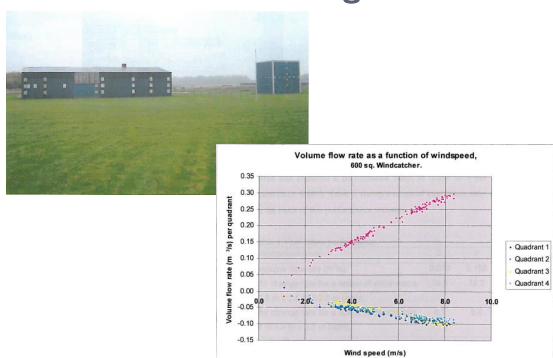 Volume flow rate as a function of windspeed,
600 sq. Windcatcher.
Volume flow rate (m ³/s) per quadrant
0.35
0.30
0.25
0.20
0.15
0.10
0.05
0.00
-0.05
-0.10
-0.15
0.0 2.0 4.0 6.0 8.0 10.0
Wind speed (m/s)
Quadrant 1
Quadrant 2
Quadrant 3
Quadrant 4